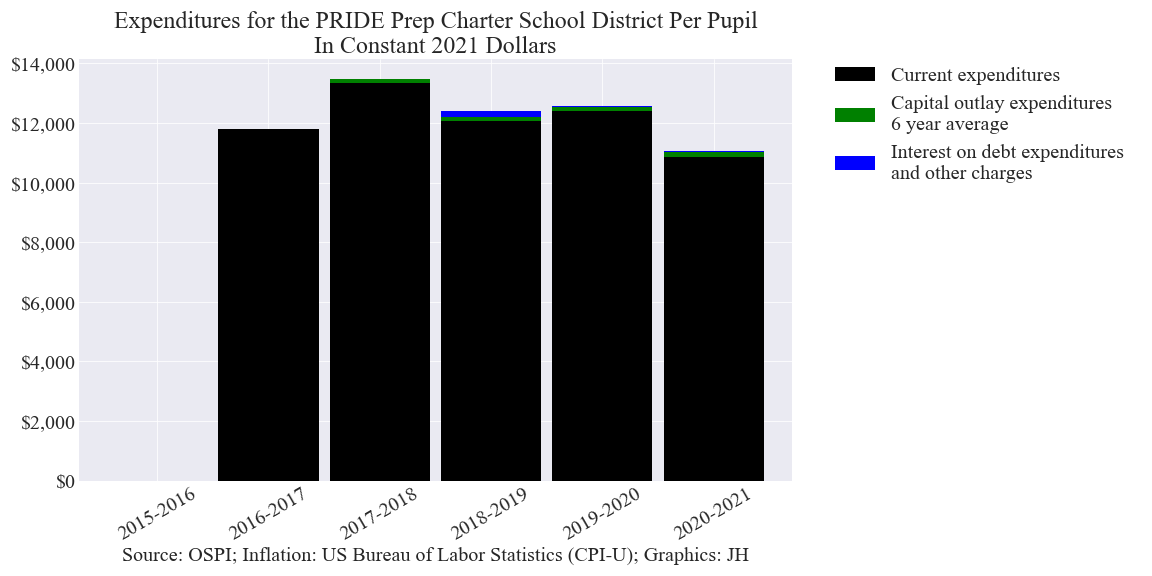 Expenditures for the PRIDE Prep Charter School District Per Pupil
In Constant 2021 Dollars
$14,000
$12,000
$10,000
$8,000
$6,000
$4,000
$2,000
$0
2015-2016
2016-2017
2017-2018
2018-2019
2019-2020
2020-2021
Current expenditures
Capital outlay expenditures
6 year average
Interest on debt expenditures
and other charges
Source: OSPI; Inflation: US Bureau of Labor Statistics (CPI-U); Graphics: JH